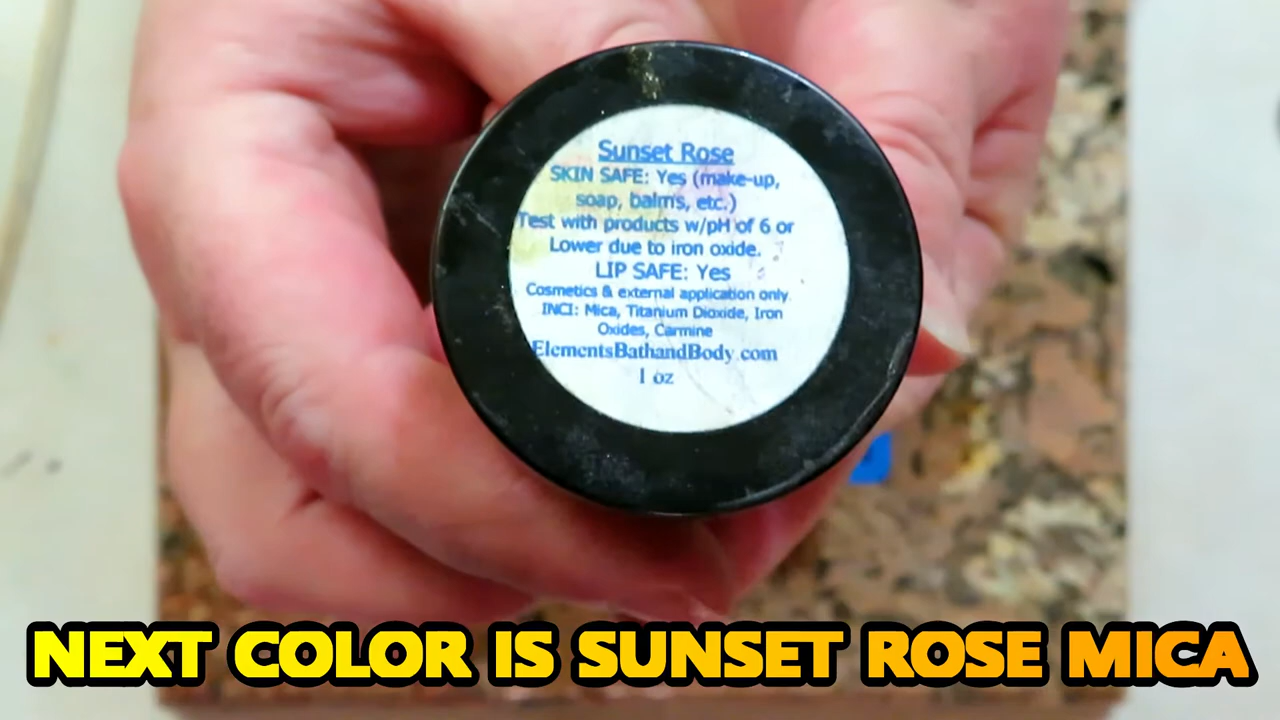 Sunset Rose
SKIN SAFE: Yes (make-up,
soap, balms, etc.)
Test with products w/pH of 6 or
Lower due to iron oxide.
LIP SAFE: Yes
Cosmetics & external application only.
INCI: Mica, Titanium Dioxide, Iron
Oxides, Carmine
ElementsBathandBody.com
1 oz
NEXT COLOR IS SUNSET ROSE MICA